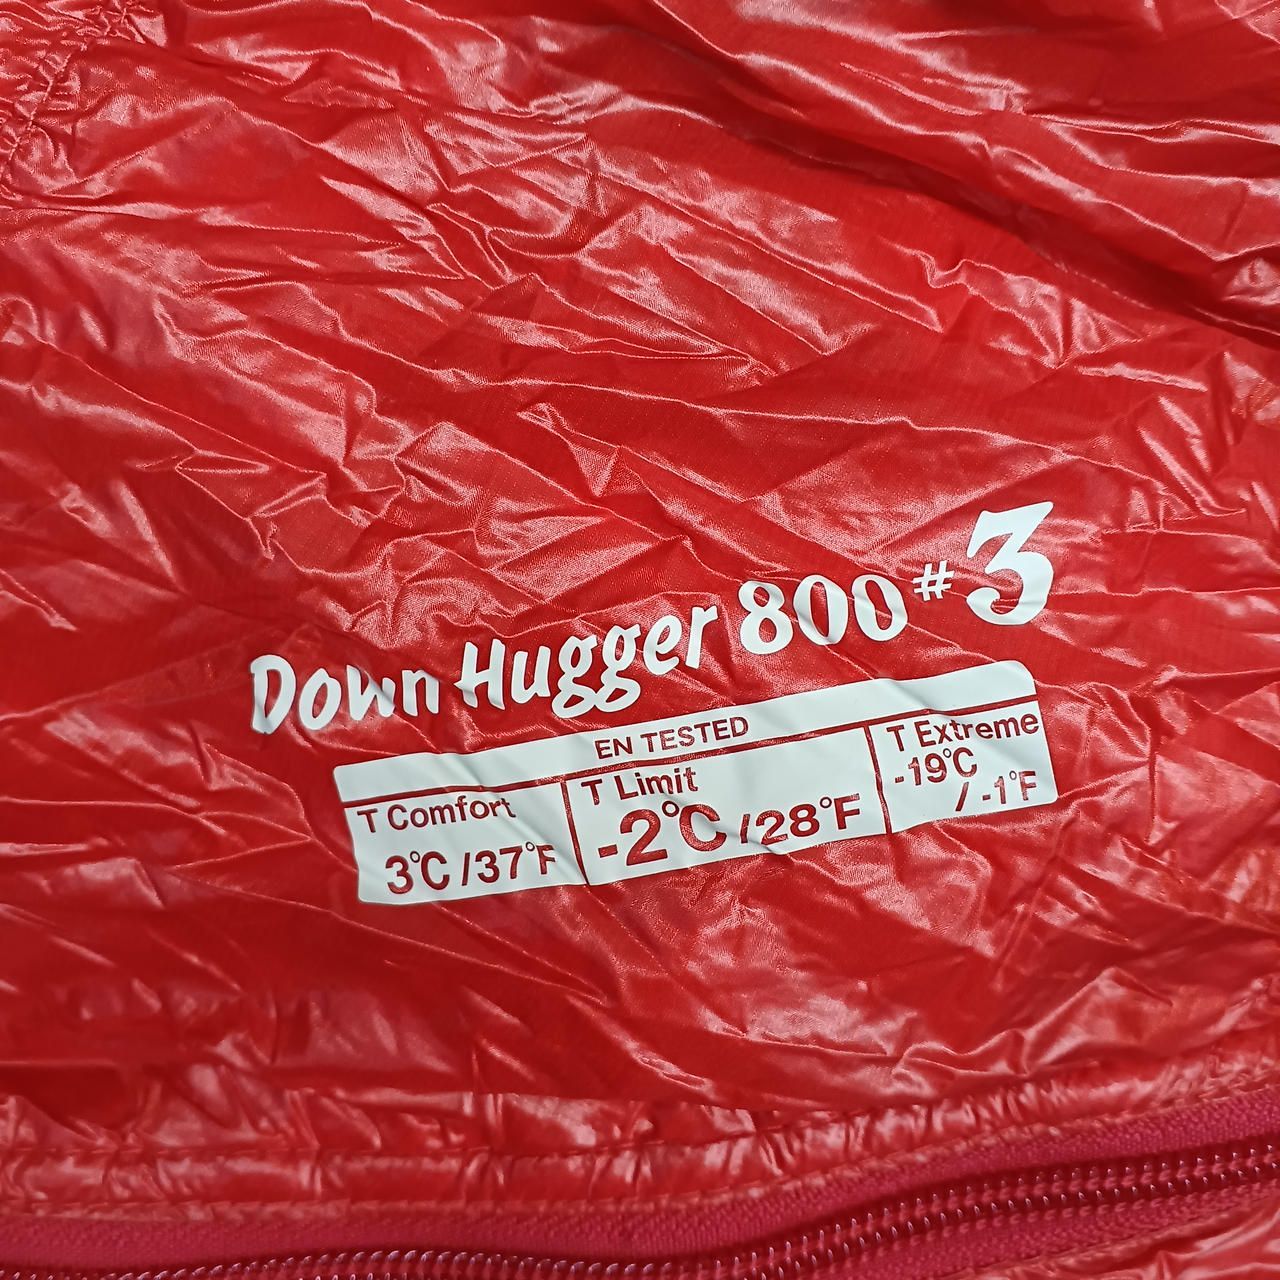 Down Hugger 800 #3
EN TESTED
T Comfort
3°C/37°F
T Limit
-2°C/28°F
T Extreme
-19°C
/-1°F